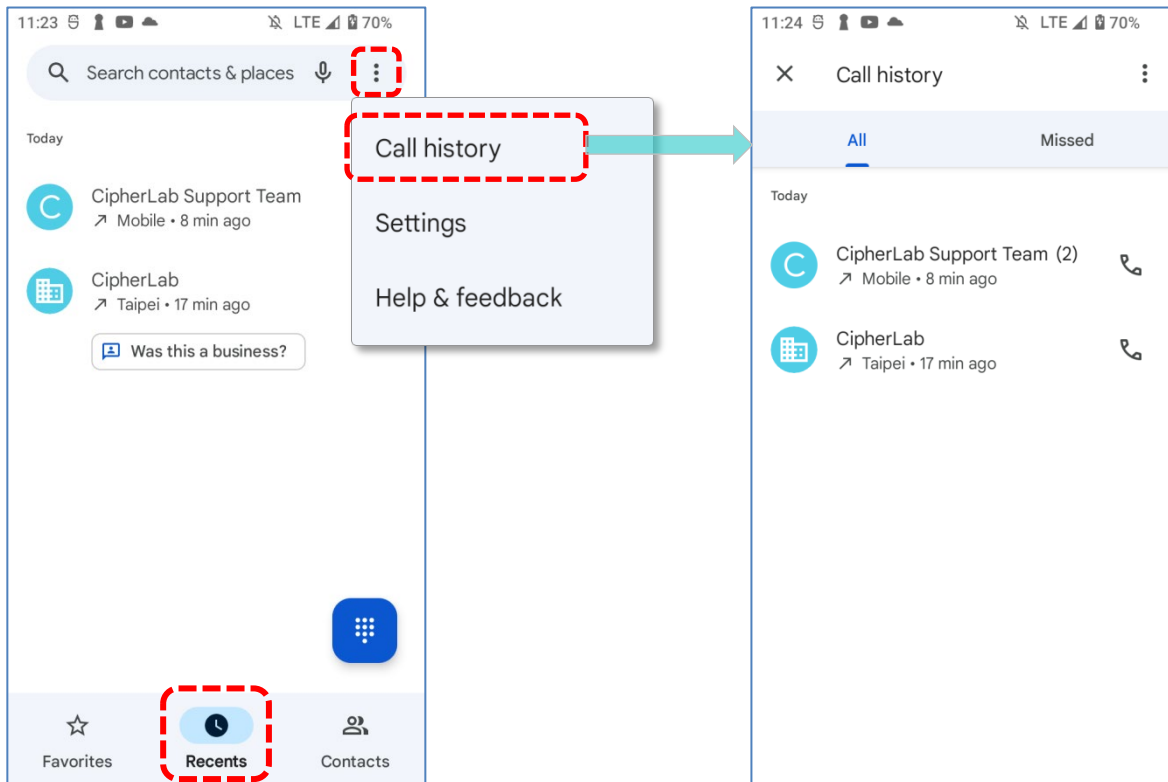 11:23
LTE
70%
Search contacts & places
Today
CipherLab Support Team
Mobile • 8 min ago
CipherLab
Taipei • 17 min ago
Was this a business?
Call history
Settings
Help & feedback
Favorites
Recents
Contacts
11:24
LTE
70%
Call history
All
Missed
Today
C
CipherLab Support Team (2)
Mobile • 8 min ago
CipherLab
Taipei • 17 min ago